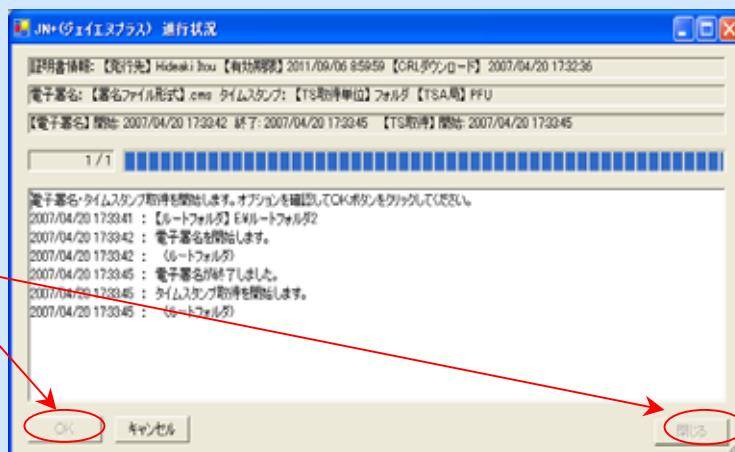 JN+(ジェイエヌプラス) 進行状況
証明書情報: 【発行先】 Hideaki Itou 【有効期限】 2011/09/06 8:59:59 【CRLダウンロード】 2007/04/20 17:32:36
電子署名: 【署名ファイル形式】 .cms タイムスタンプ: 【TS取得単位】 フォルダ 【TSA局】 PFU
【電子署名】 開始: 2007/04/20 17:33:42 終了: 2007/04/20 17:33:45 【TS取得】 開始: 2007/04/20 17:33:45
1/1
電子署名・タイムスタンプ取得を開始します。オプションを確認してOKボタンをクリックしてください。
2007/04/20 17:33:41 : 【ルートフォルダ】 E:¥ルートフォルダ2
2007/04/20 17:33:42 : 電子署名を開始します。
2007/04/20 17:33:42 : (ルートフォルダ)
2007/04/20 17:33:45 : 電子署名が終了しました。
2007/04/20 17:33:45 : タイムスタンプ取得を開始します。
2007/04/20 17:33:45 : (ルートフォルダ)
OK キャンセル 閉じる